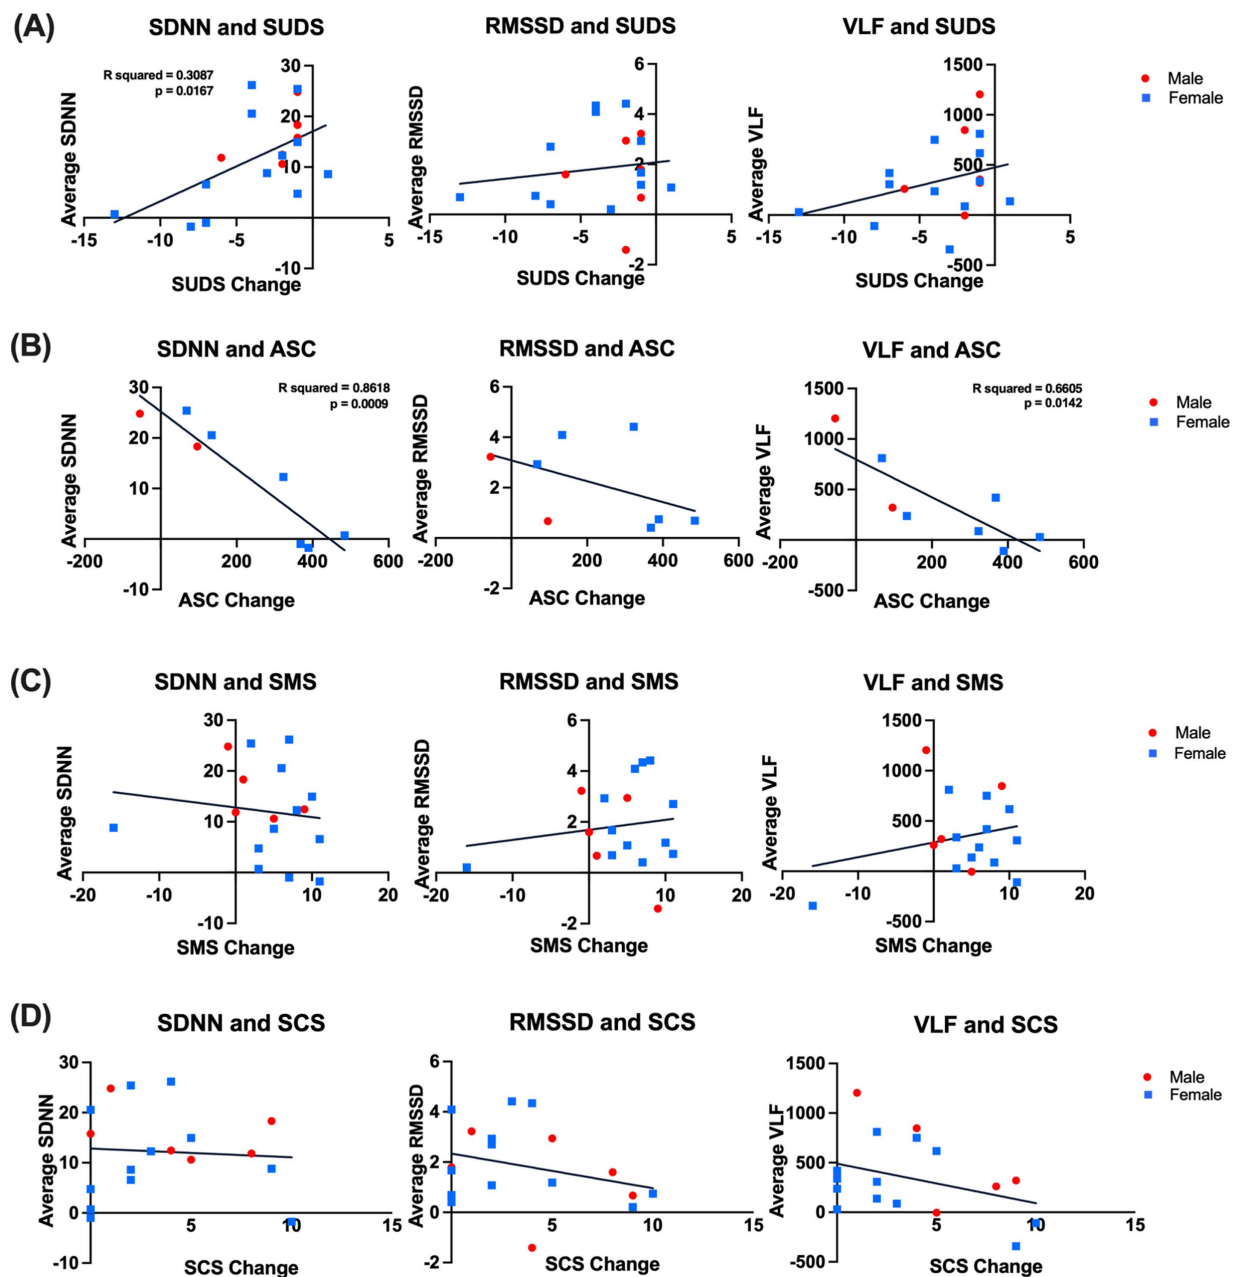 (A)
SDNN and SUDS
R squared = 0.3087
p = 0.0167
30
20
10
-10
-15
-10
-5
5
Average SDNN
SUDS Change
RMSSD and SUDS
6
4
2
-2
-15
-10
-5
5
Average RMSSD
SUDS Change
VLF and SUDS
1500
1000
500
-500
-15
-10
-5
5
Average VLF
SUDS Change
Male
Female
(B)
SDNN and ASC
R squared = 0.8618
p = 0.0009
30
20
10
-10
-200
200
400
600
Average SDNN
ASC Change
RMSSD and ASC
6
4
2
-2
-200
200
400
600
Average RMSSD
ASC Change
VLF and ASC
R squared = 0.6605
p = 0.0142
1500
1000
500
-500
-200
200
400
600
Average VLF
ASC Change
Male
Female
(C)
SDNN and SMS
30
20
10
-10
-20
-10
10
20
Average SDNN
SMS Change
RMSSD and SMS
6
4
2
-2
-20
-10
10
20
Average RMSSD
SMS Change
VLF and SMS
1500
1000
500
-500
-20
-10
10
20
Average VLF
SMS Change
Male
Female
(D)
SDNN and SCS
30
20
10
0
-10
5
10
15
Average SDNN
SCS Change
RMSSD and SCS
6
4
2
0
-2
5
10
15
Average RMSSD
SCS Change
VLF and SCS
1500
1000
500
0
-500
5
10
15
Average VLF
SCS Change
Male
Female